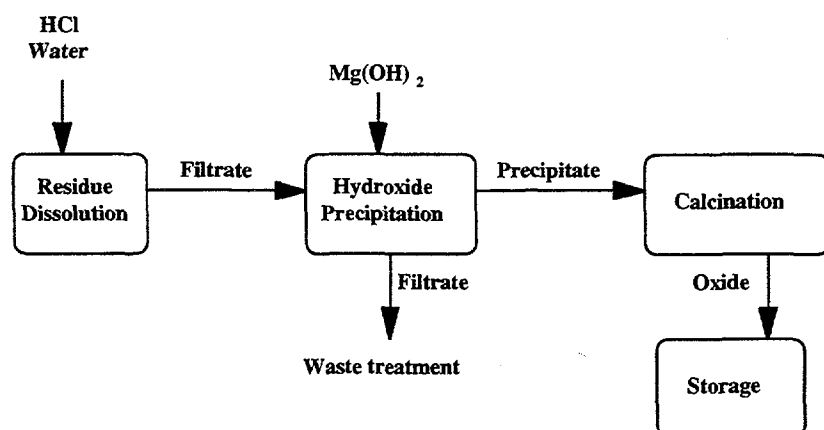 HCl
Water
Mg(OH) 2
Residue
Dissolution
Filtrate
Hydroxide
Precipitation
Precipitate
Calcination
Filtrate
Oxide
Waste treatment
Storage